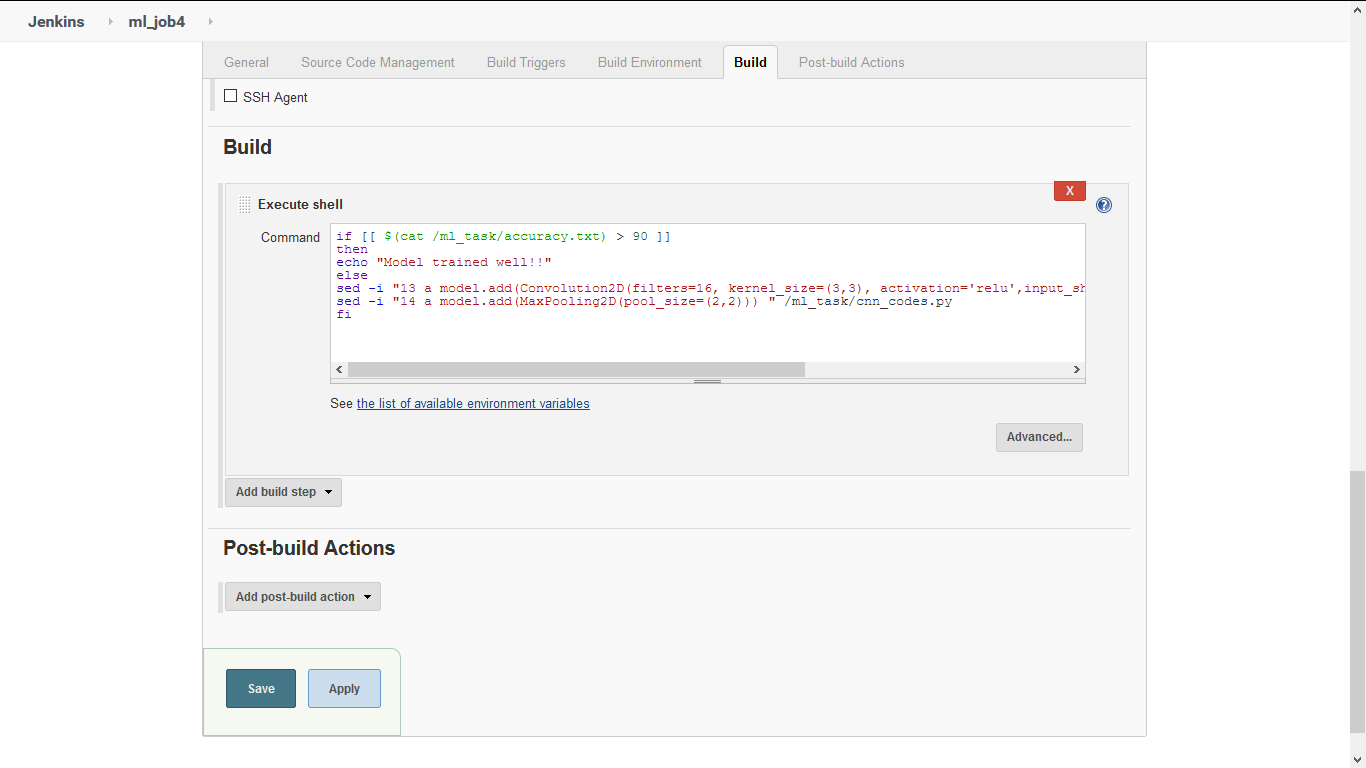 Jenkins ml_job4
General Source Code Management Build Triggers Build Environment Build Post-build Actions
SSH Agent
Build
X
Execute shell
?
Command
if [[ $(cat /ml_task/accuracy.txt) > 90 ]]
then
echo "Model trained well!!"
else
sed -i "13 a model.add(Convolution2D(filters=16, kernel_size=(3,3), activation='relu',input_sh
sed -i "14 a model.add(MaxPooling2D(pool_size=(2,2))) " /ml_task/cnn_codes.py
fi
See the list of available environment variables
Advanced...
Add build step
Post-build Actions
Add post-build action
Save Apply